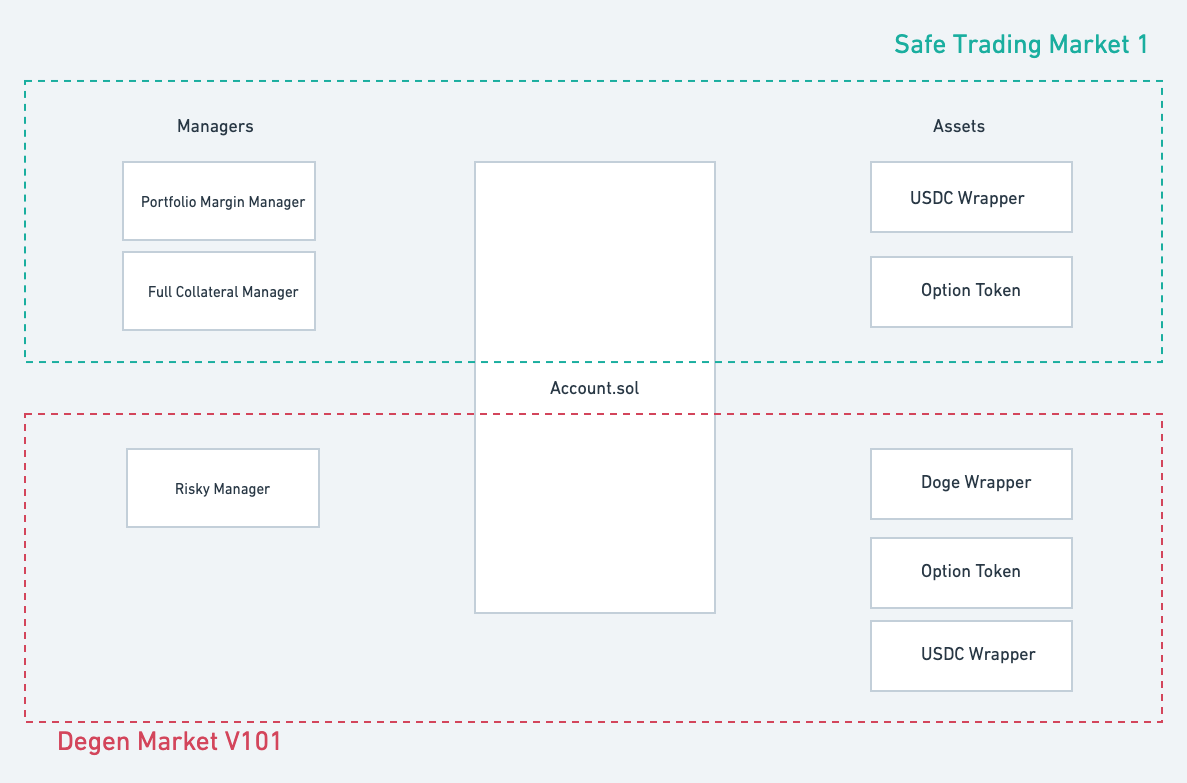 Safe Trading Market 1
Managers
Assets
Portfolio Margin Manager
USDC Wrapper
Full Collateral Manager
Option Token
Account.sol
Risky Manager
Doge Wrapper
Option Token
USDC Wrapper
Degen Market V101